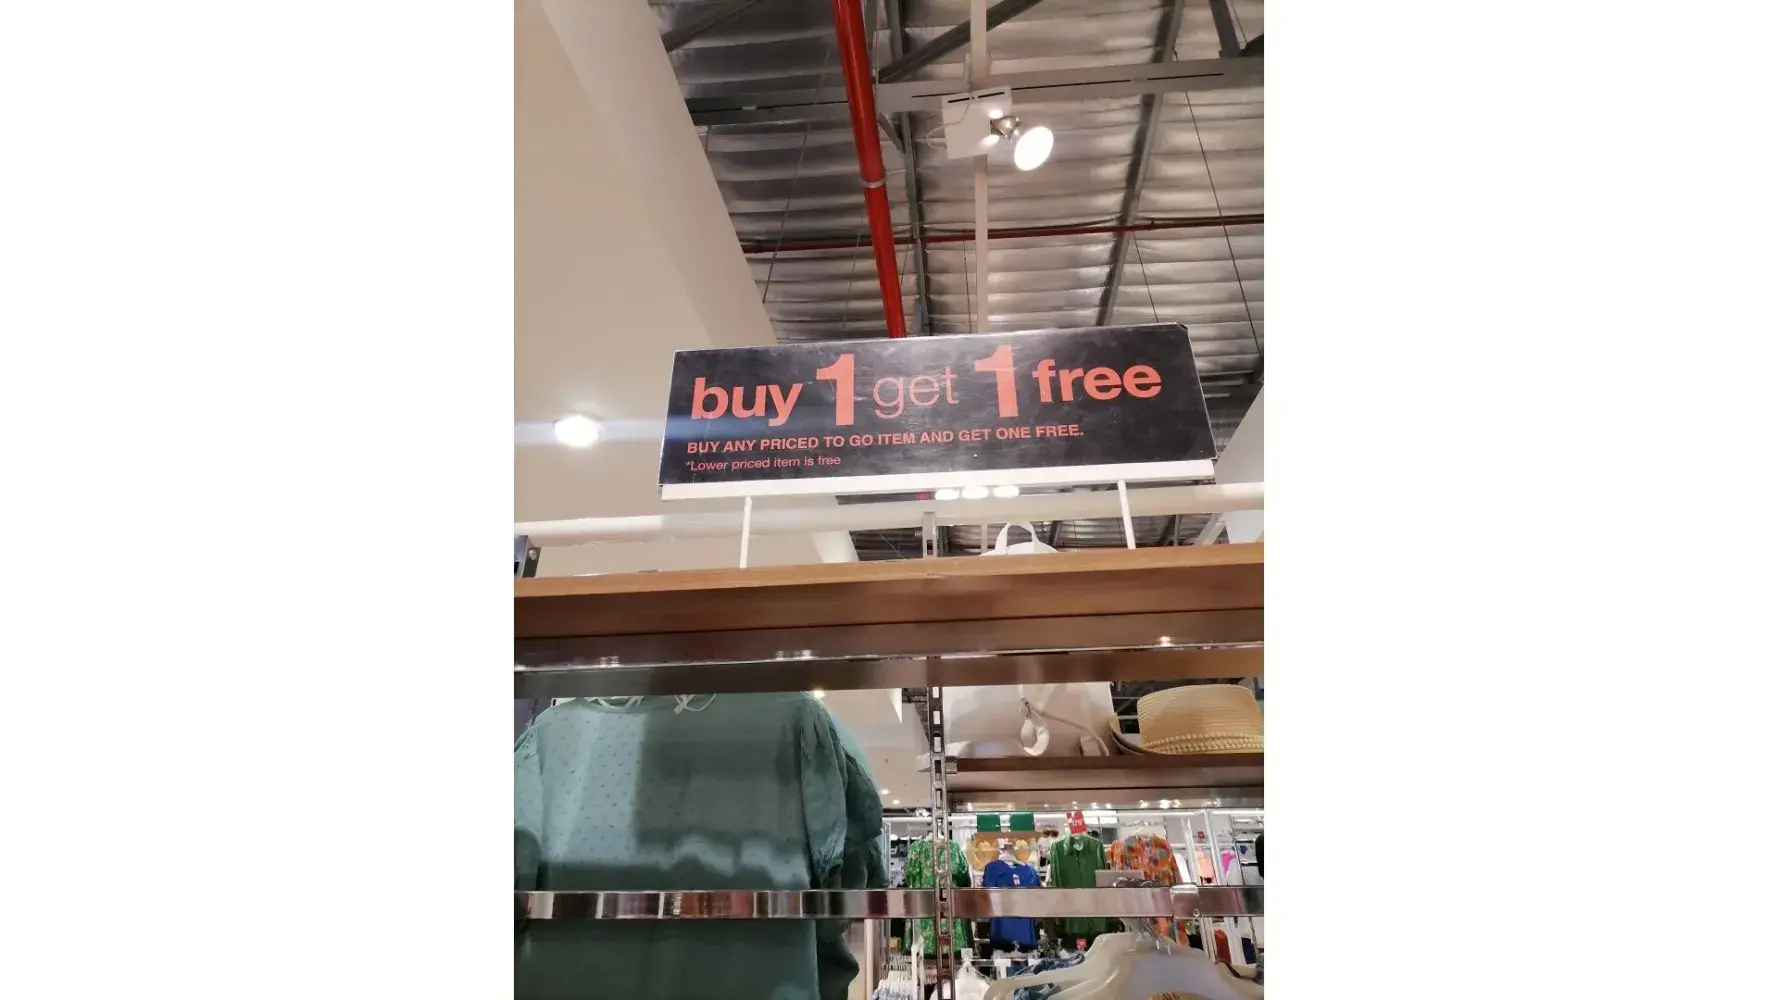 buy 1 get 1 free
BUY ANY PRICED TO GO ITEM AND GET ONE FREE.
*Lower priced item is free